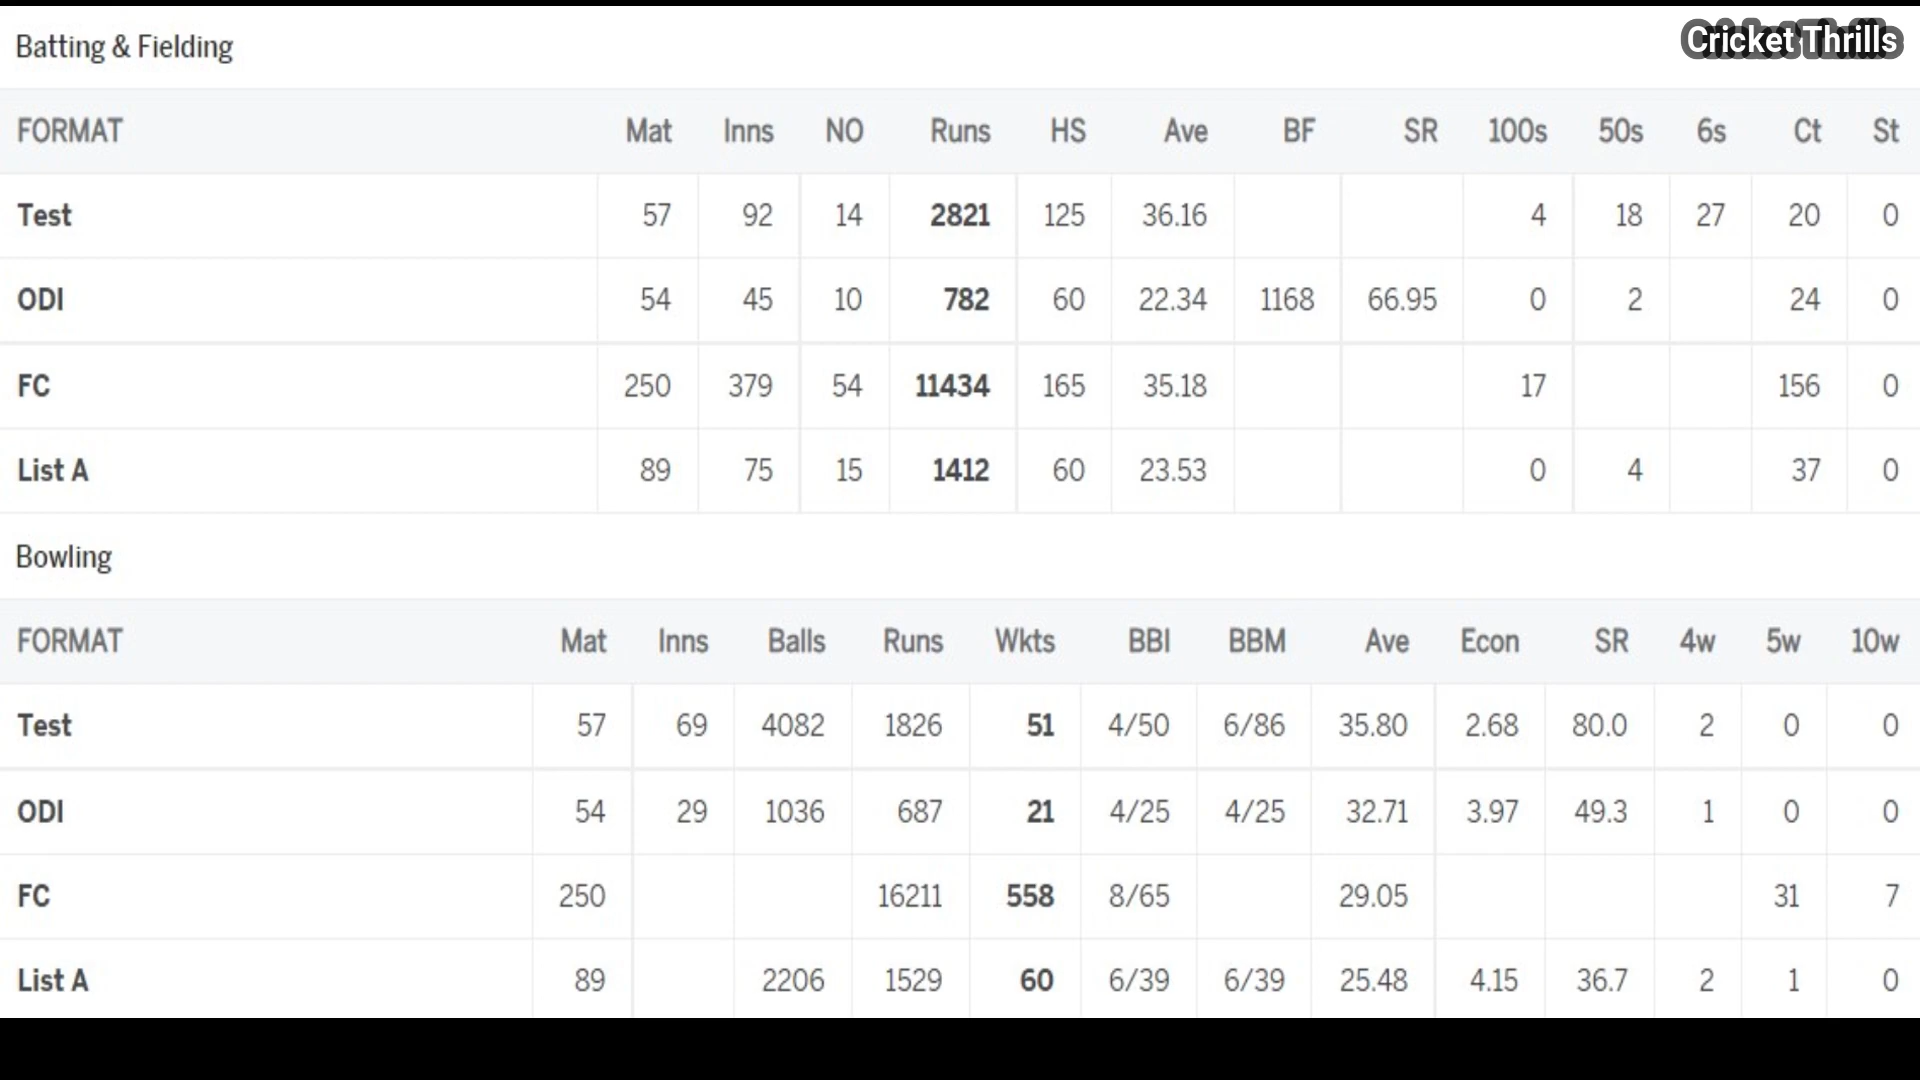 Cricket Thrills
Batting & Fielding
FORMAT Mat Inns NO Runs HS Ave BF SR 100s 50s 6s Ct St
Test 57 92 14 2821 125 36.16 4 18 27 20 0
ODI 54 45 10 782 60 22.34 1168 66.95 0 2 24 0
FC 250 379 54 11434 165 35.18 17 156 0
List A 89 75 15 1412 60 23.53 0 4 37 0
Bowling
FORMAT Mat Inns Balls Runs Wkts BBI BBM Ave Econ SR 4w 5w 10w
Test 57 69 4082 1826 51 4/50 6/86 35.80 2.68 80.0 2 0 0
ODI 54 29 1036 687 21 4/25 4/25 32.71 3.97 49.3 1 0 0
FC 250 16211 558 8/65 29.05 31 7
List A 89 2206 1529 60 6/39 6/39 25.48 4.15 36.7 2 1 0